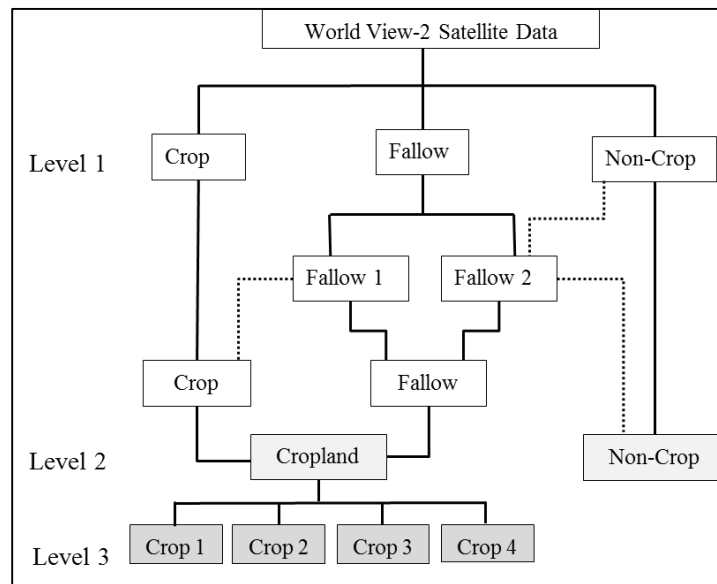 World View-2 Satellite Data
Level 1
Crop
Fallow
Non-Crop
Fallow 1
Fallow 2
Crop
Fallow
Level 2
Cropland
Non-Crop
Level 3
Crop 1
Crop 2
Crop 3
Crop 4